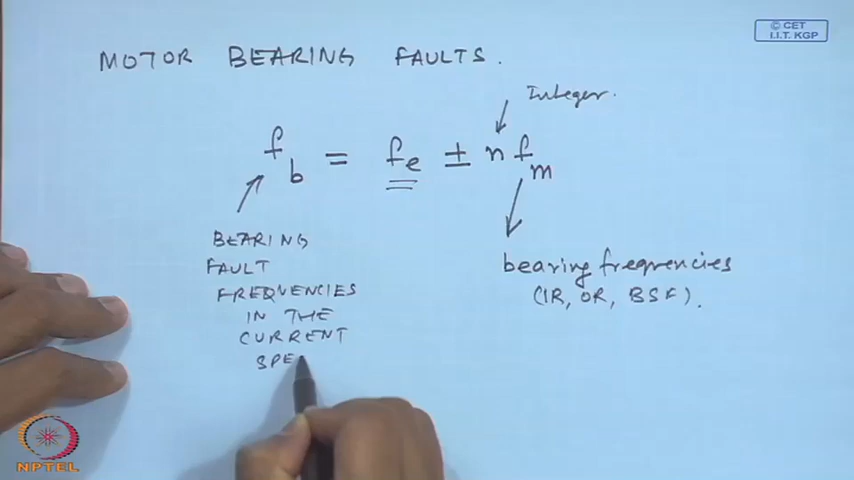 © CET
I.I.T. KGP
MOTOR BEARING FAULTS.
Integer.
f_b = f_e ± n f_m
BEARING
FAULT
FREQUENCIES
IN THE
CURRENT
SPE
bearing frequencies
(IR, OR, BSF).
NPTEL